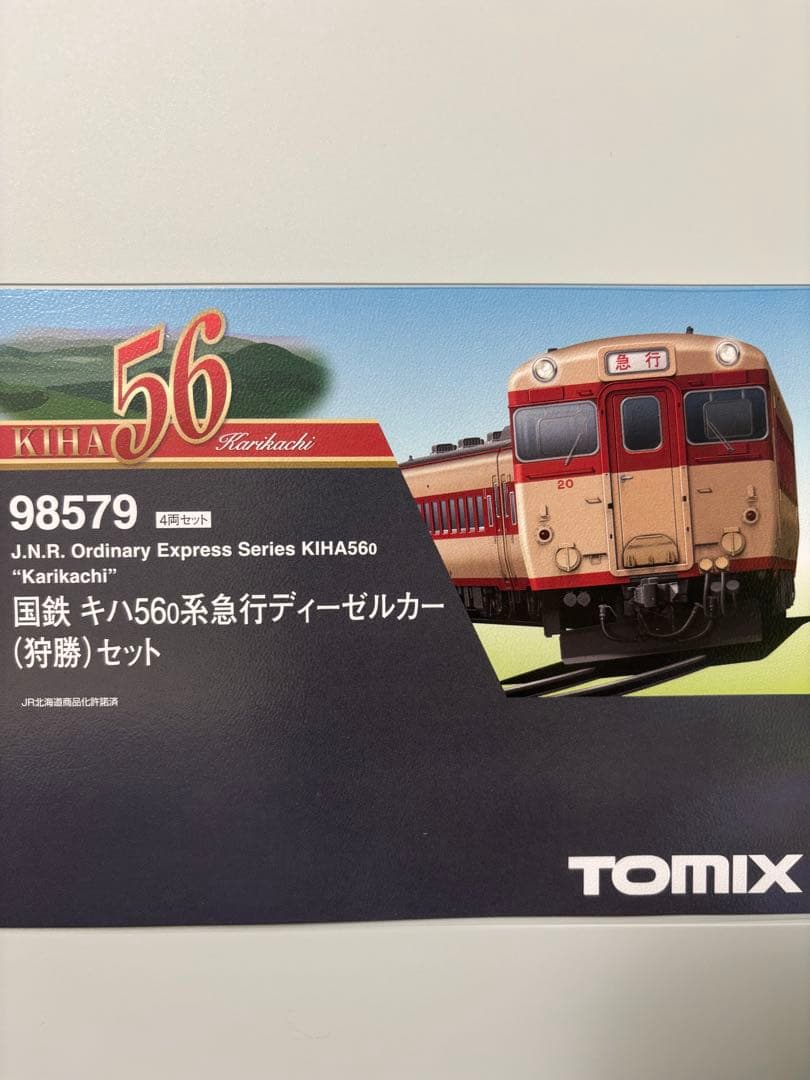 急行
20
KIHA56
Karikachi
98579 4両セット
J.N.R. Ordinary Express Series KIHA560
“Karikachi”
国鉄 キハ560系急行ディーゼルカー
(狩勝)セット
JR北海道商品化許諾済
TOMIX